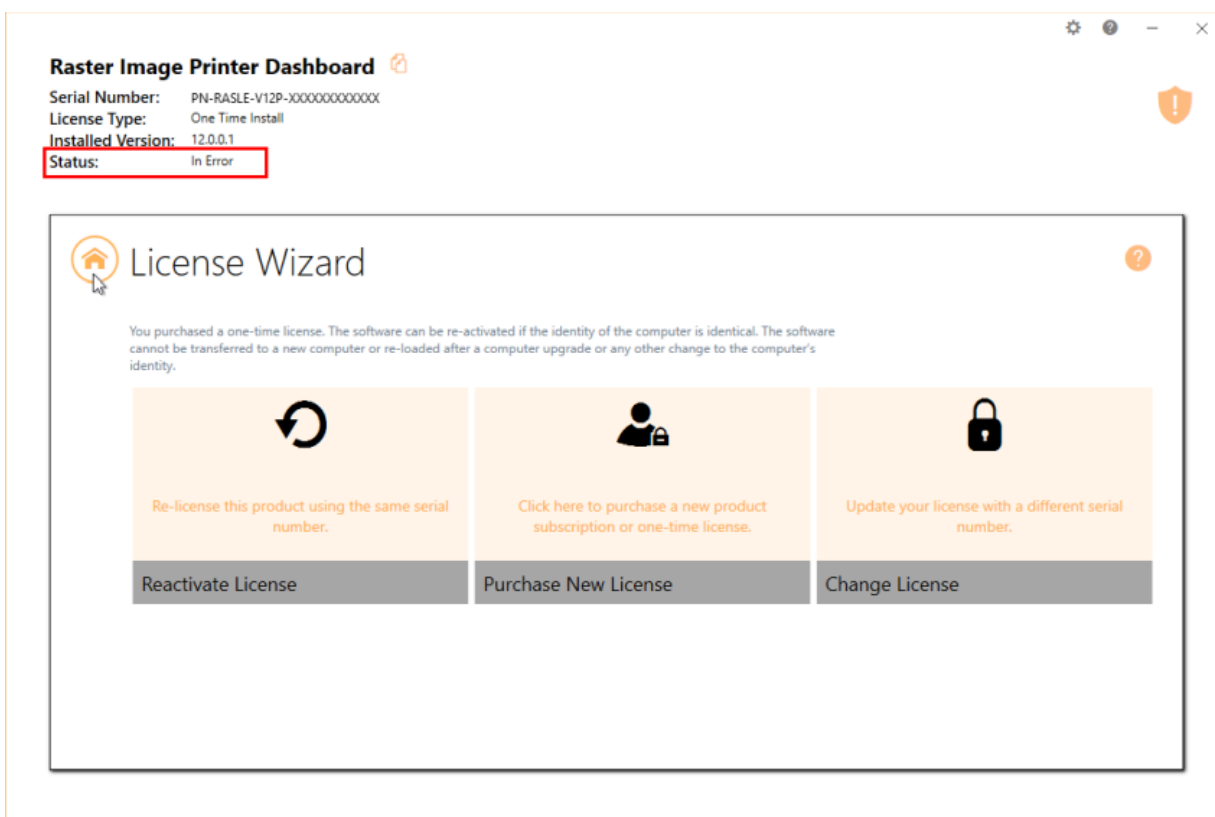 Raster Image Printer Dashboard
Serial Number: PN-RASLE-V12P-XXXXXXXXXXXX
License Type: One Time Install
Installed Version: 12.0.0.1
Status: In Error
License Wizard
You purchased a one-time license. The software can be re-activated if the identity of the computer is identical. The software
cannot be transferred to a new computer or re-loaded after a computer upgrade or any other change to the computer's
identity.
Re-license this product using the same serial
number.
Reactivate License
Click here to purchase a new product
subscription or one-time license.
Purchase New License
Update your license with a different serial
number.
Change License